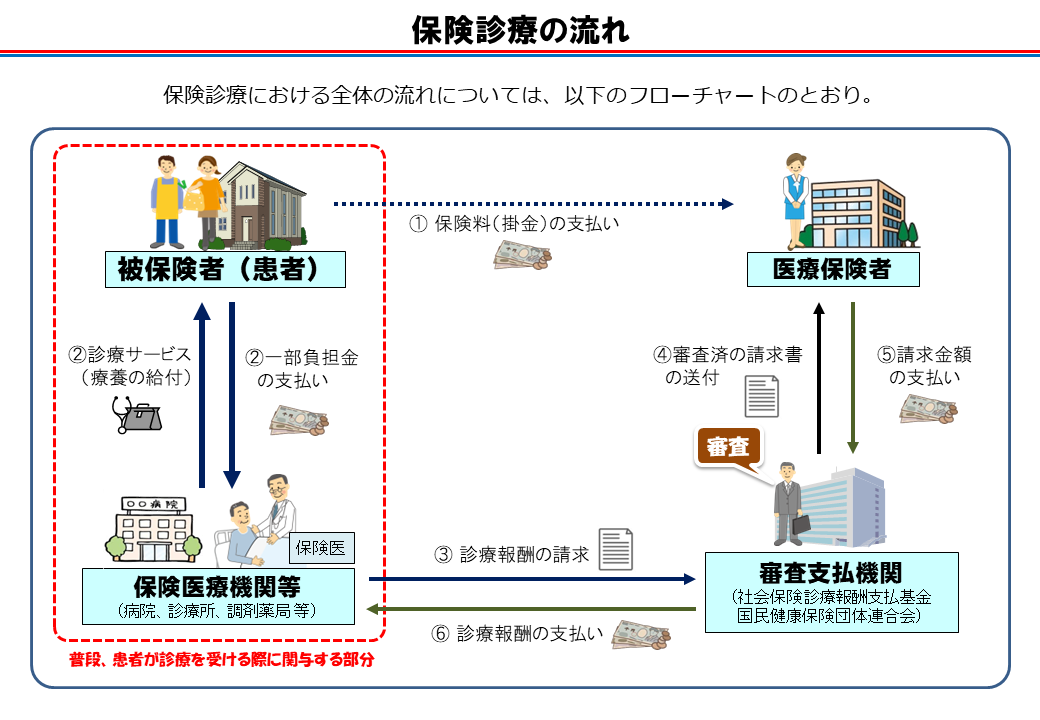 保険診療の流れ
保険診療における全体の流れについては、以下のフローチャートのとおり。
① 保険料（掛金）の支払い
被保険者（患者）
医療保険者
②診療サービス
（療養の給付）
②一部負担金
の支払い
④審査済の請求書
の送付
⑤請求金額
の支払い
審査
〇〇病院
保険医
③ 診療報酬の請求
保険医療機関等
（病院、診療所、調剤薬局 等）
審査支払機関
（社会保険診療報酬支払基金
国民健康保険団体連合会）
⑥ 診療報酬の支払い
普段、患者が診療を受ける際に関与する部分